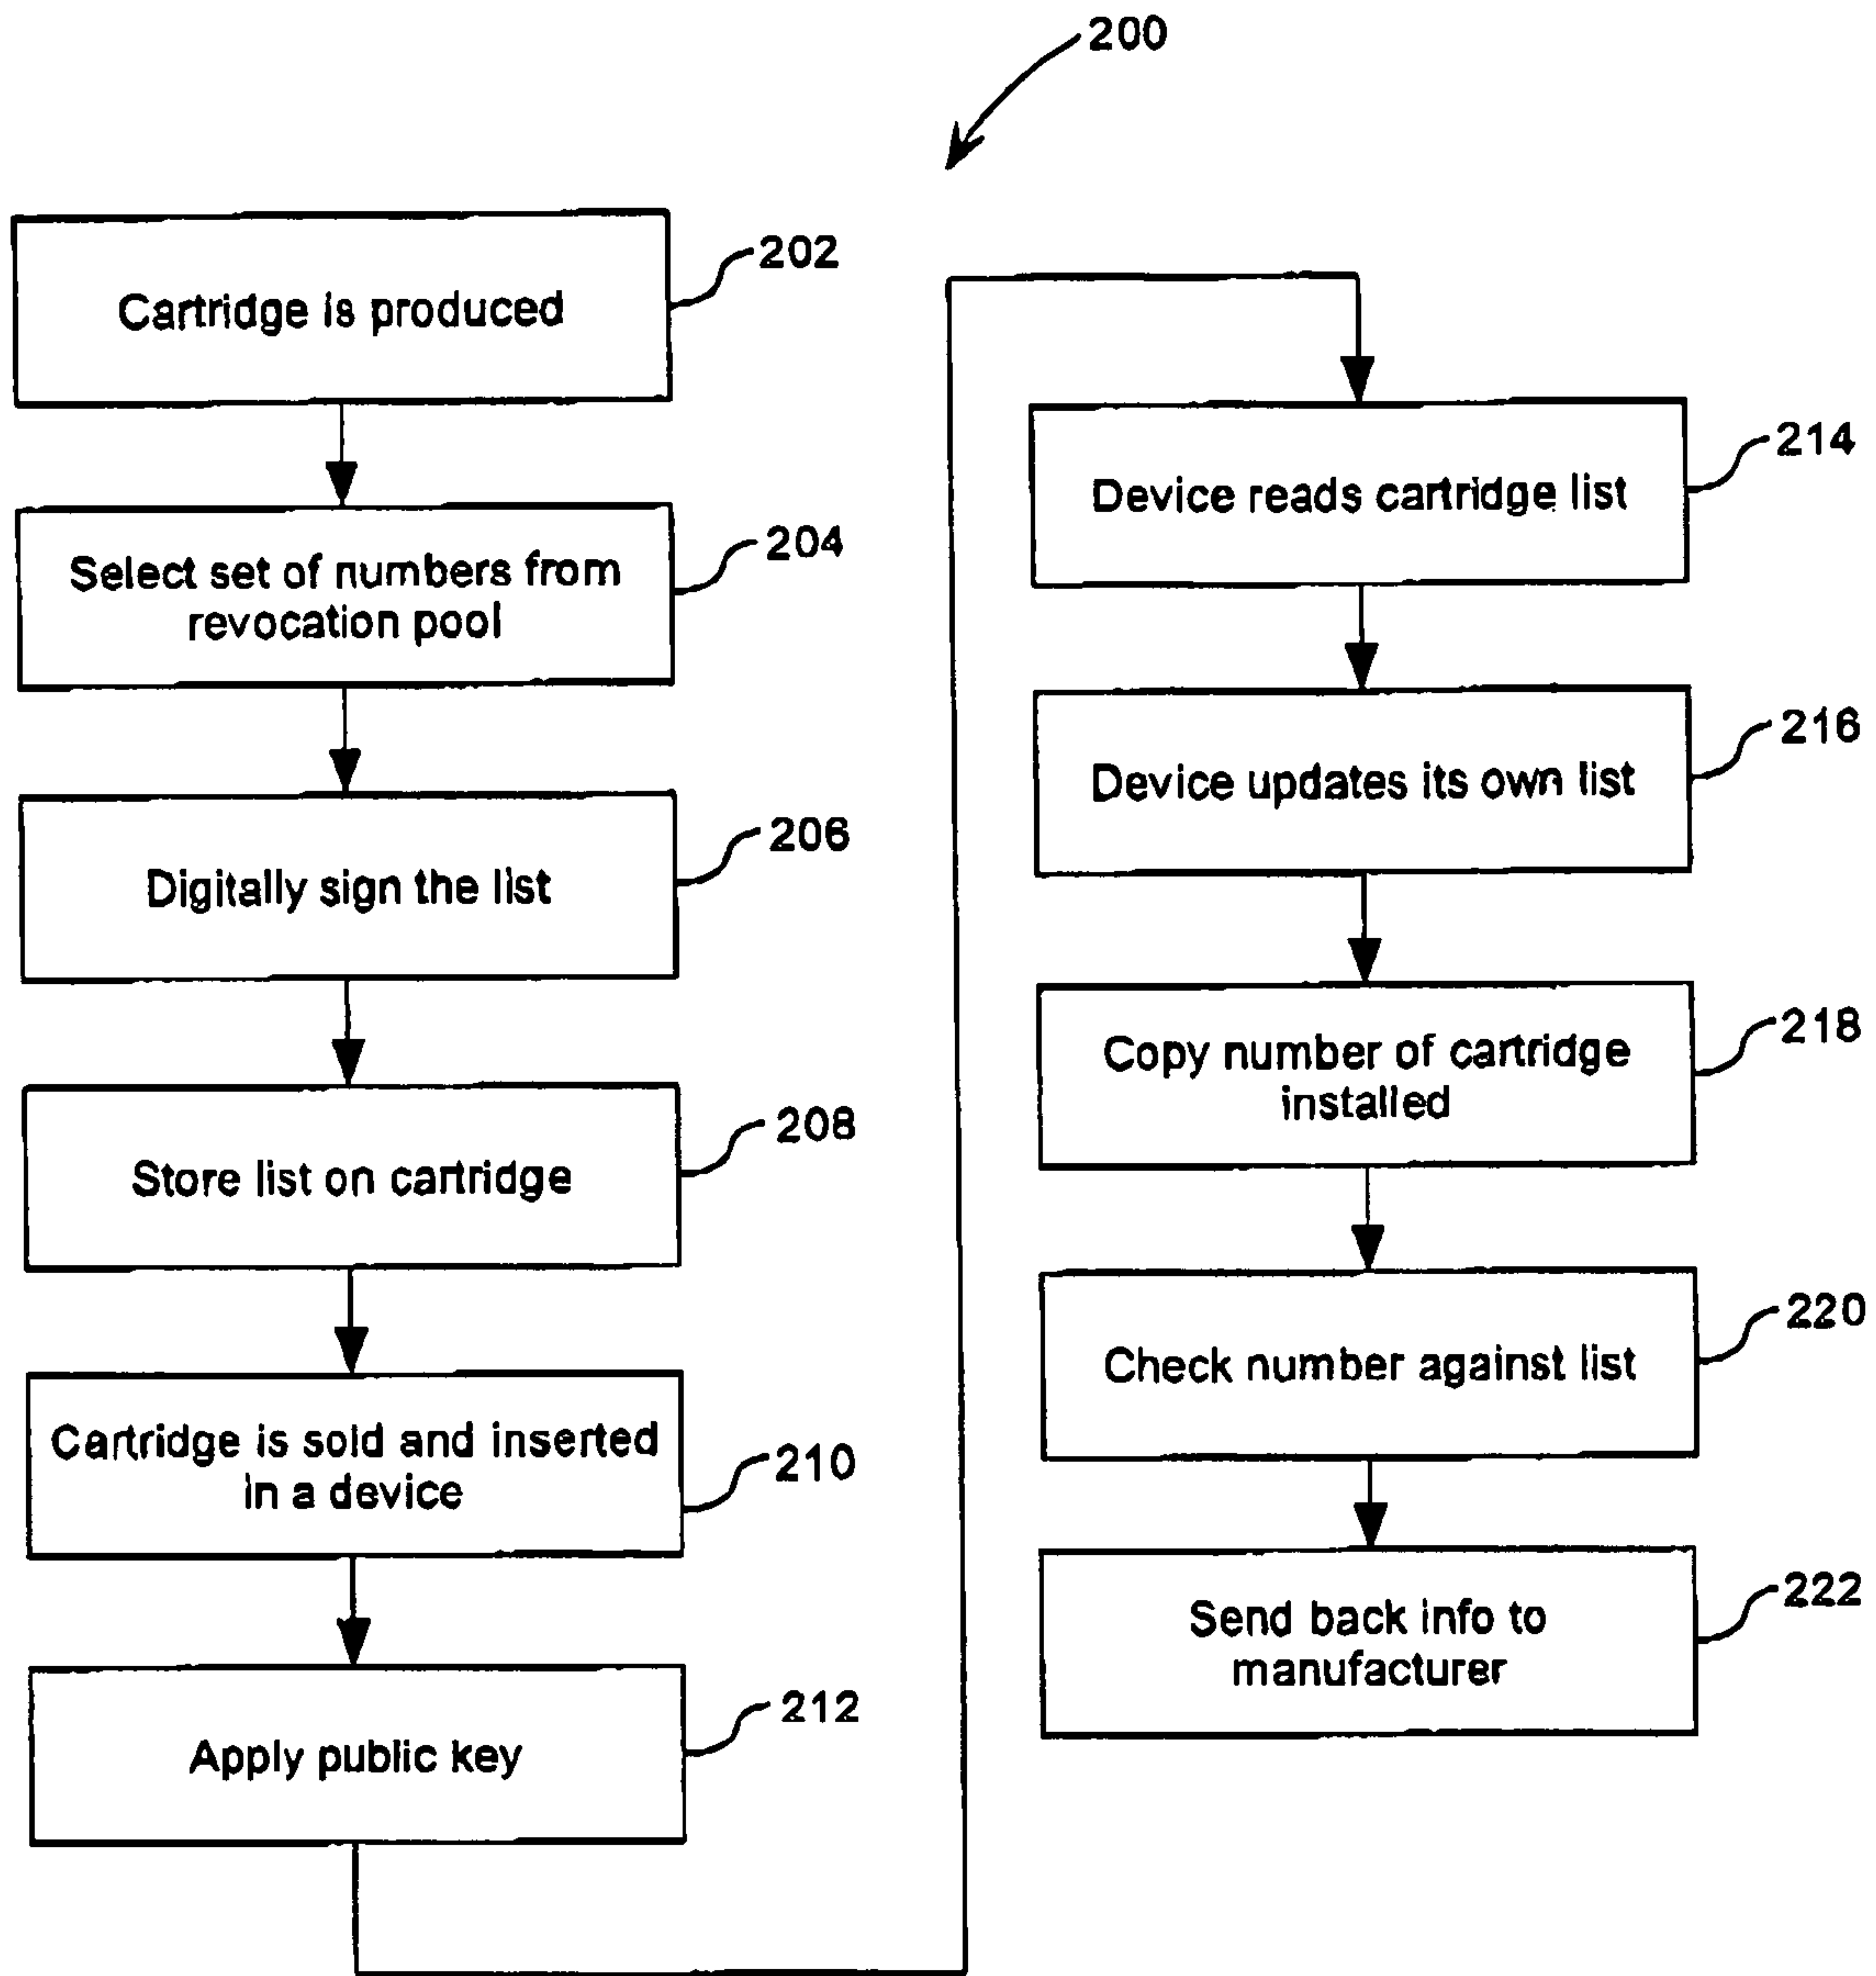 200
Cartridge is produced
202
Select set of numbers from
revocation pool
204
Digitally sign the list
206
Store list on cartridge
208
Cartridge is sold and inserted
in a device
210
Apply public key
212
Device reads cartridge list
214
Device updates its own list
216
Copy number of cartridge
installed
218
Check number against list
220
Send back info to
manufacturer
222